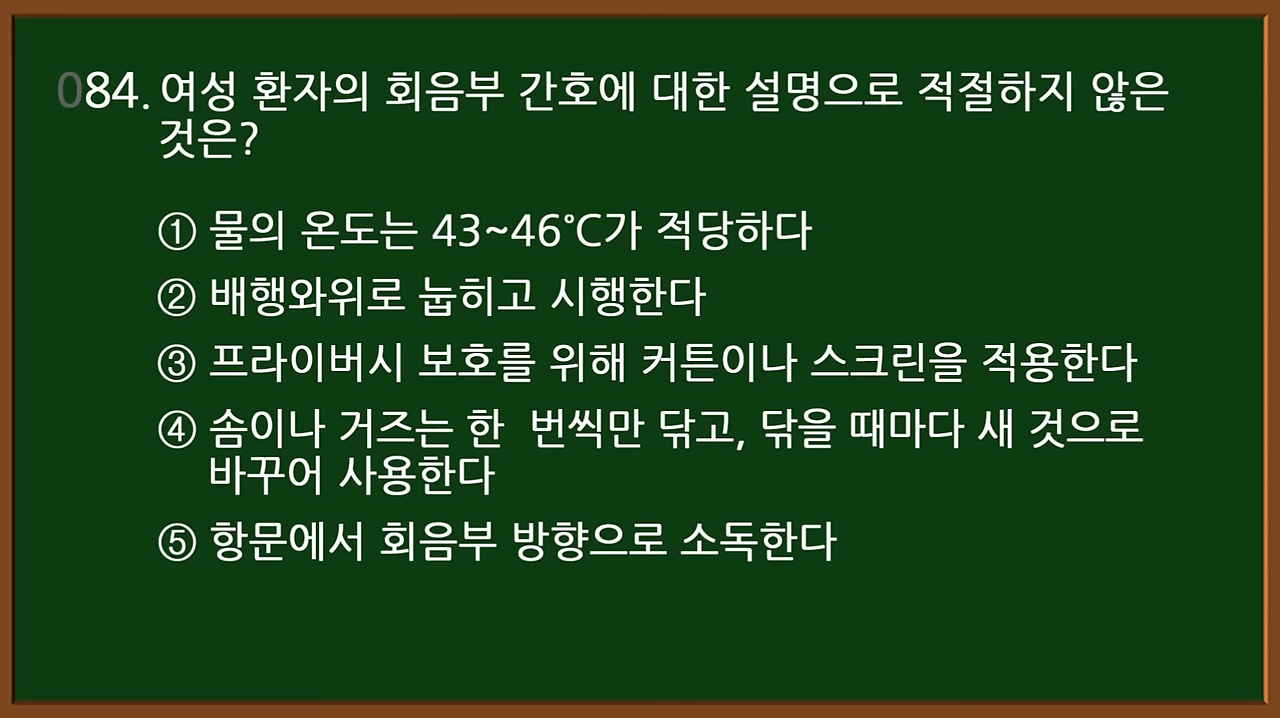 084. 여성 환자의 회음부 간호에 대한 설명으로 적절하지 않은
것은?
① 물의 온도는 43~46℃가 적당하다
② 배행와위로 눕히고 시행한다
③ 프라이버시 보호를 위해 커튼이나 스크린을 적용한다
④ 솜이나 거즈는 한 번씩만 닦고, 닦을 때마다 새 것으로
바꾸어 사용한다
⑤ 항문에서 회음부 방향으로 소독한다